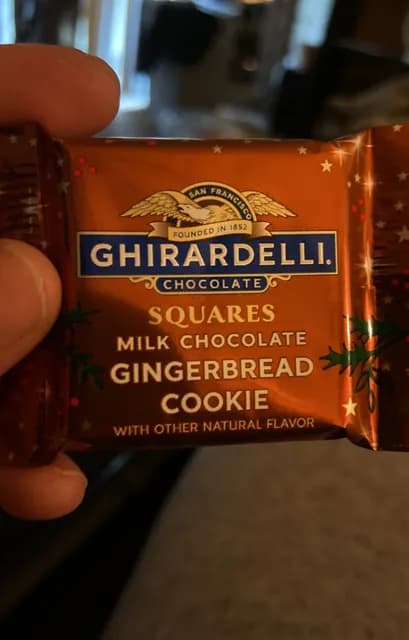 SAN FRANCISCO
FOUNDED IN 1852
GHIRARDELLI®
CHOCOLATE
SQUARES
MILK CHOCOLATE
GINGERBREAD
COOKIE
WITH OTHER NATURAL FLAVOR